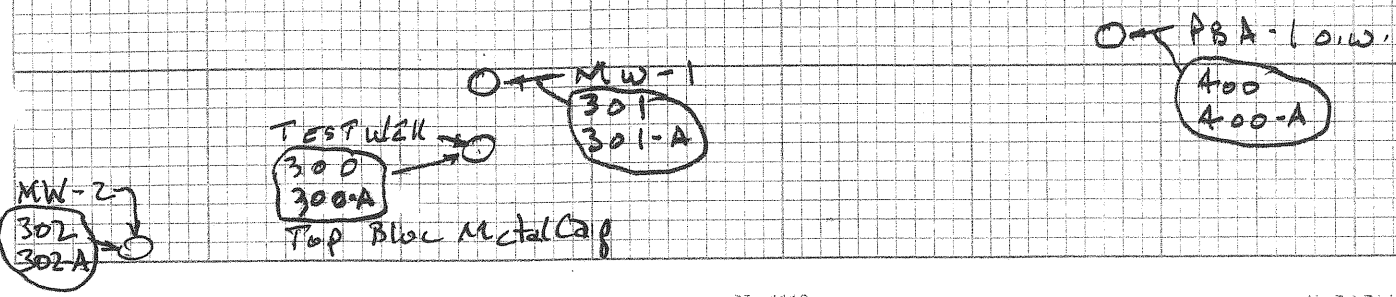 PBA-1 O.W.
400
400-A
MW-1
301
301-A
TEST WELL
300
300-A
Top Bloc Metal Cap
MW-2
302
302-A